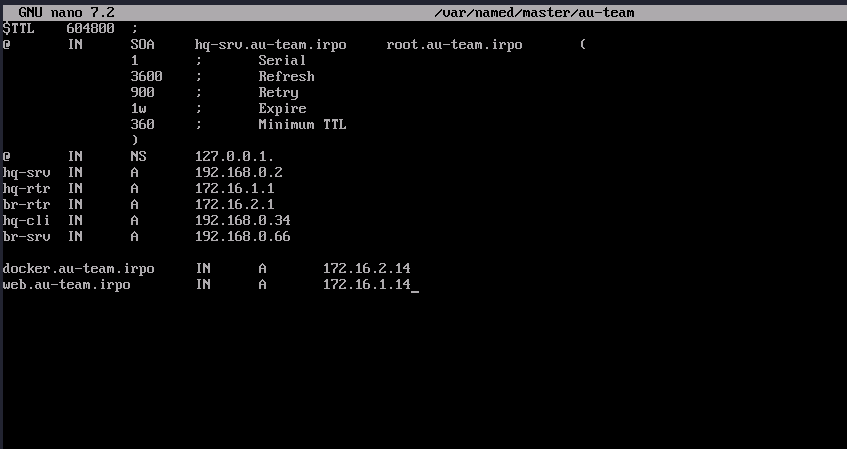 GNU nano 7.2 /var/named/master/au-team
$TTL 604800 ;
@ IN SOA hq-srv.au-team.irpo root.au-team.irpo (
1 ; Serial
3600 ; Refresh
900 ; Retry
1w ; Expire
360 ; Minimum TTL
)
@ IN NS 127.0.0.1.
hq-srv IN A 192.168.0.2
hq-rtr IN A 172.16.1.1
br-rtr IN A 172.16.2.1
hq-cli IN A 192.168.0.34
br-srv IN A 192.168.0.66
docker.au-team.irpo IN A 172.16.2.14
web.au-team.irpo IN A 172.16.1.14